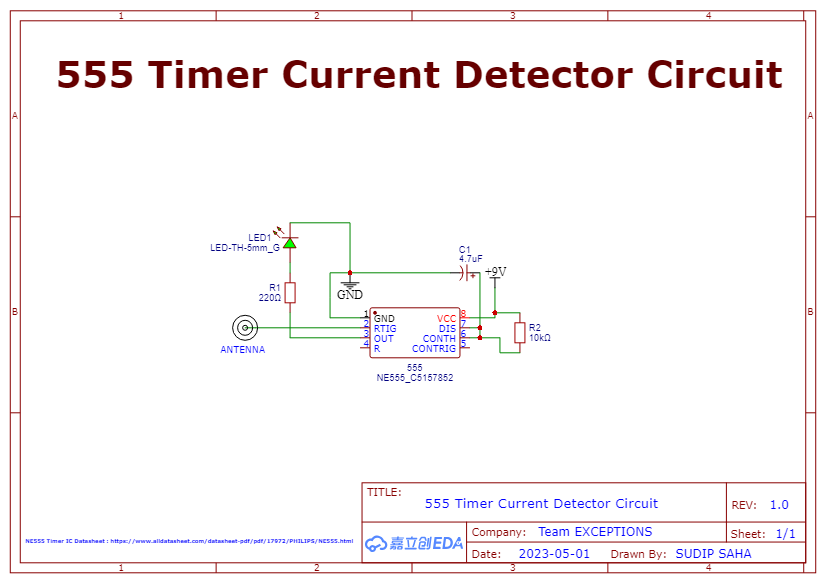 1 2 3 4
555 Timer Current Detector Circuit
A A
LED1
LED-TH-5mm_G
C1
4.7uF
+9V
B B
R1
220Ω
GND
1 GND VCC 8
2 RTIG DIS 7
3 OUT CONTH 6
4 R CONTRIG 5
R2
10kΩ
ANTENNA
555
NE555_C5157852
TITLE:
555 Timer Current Detector Circuit
REV: 1.0
嘉立创EDA
Company: Team EXCEPTIONS
Sheet: 1/1
Date: 2023-05-01 Drawn By: SUDIP SAHA
NE555 Timer IC Datasheet : https://www.alldatasheet.com/datasheet-pdf/pdf/17972/PHILIPS/NE555.html
1 2 3 4